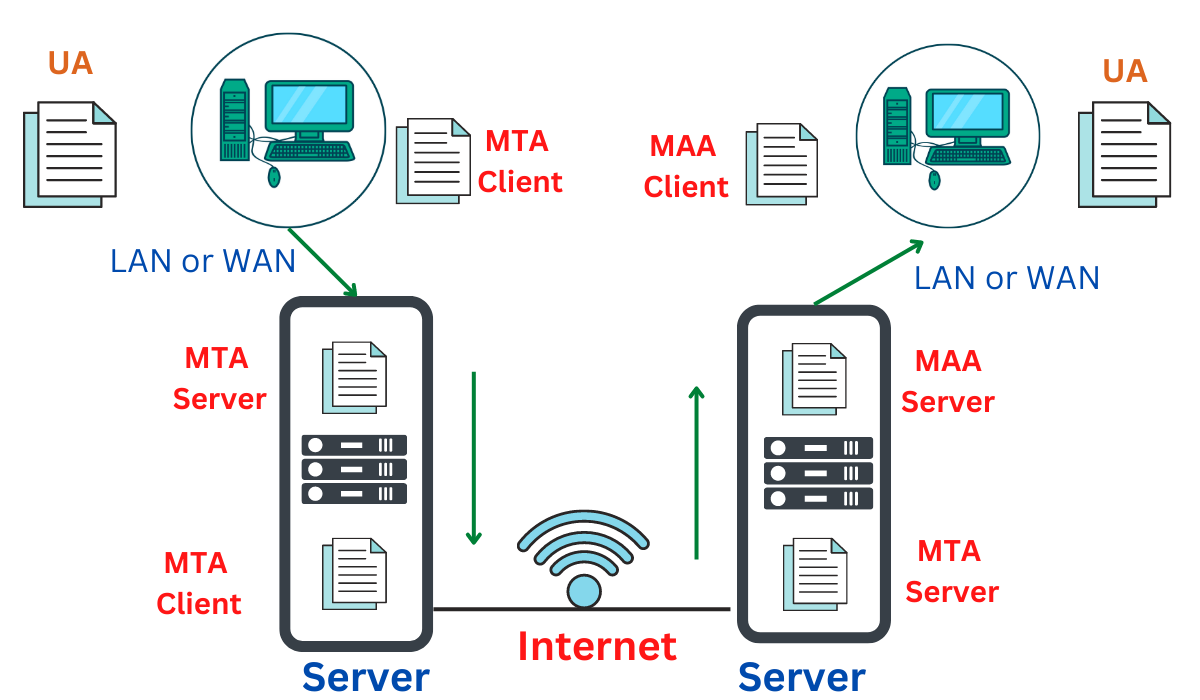 UA
UA
MTA
Client
MAA
Client
LAN or WAN
LAN or WAN
MTA
Server
MAA
Server
MTA
Client
MTA
Server
Internet
Server
Server